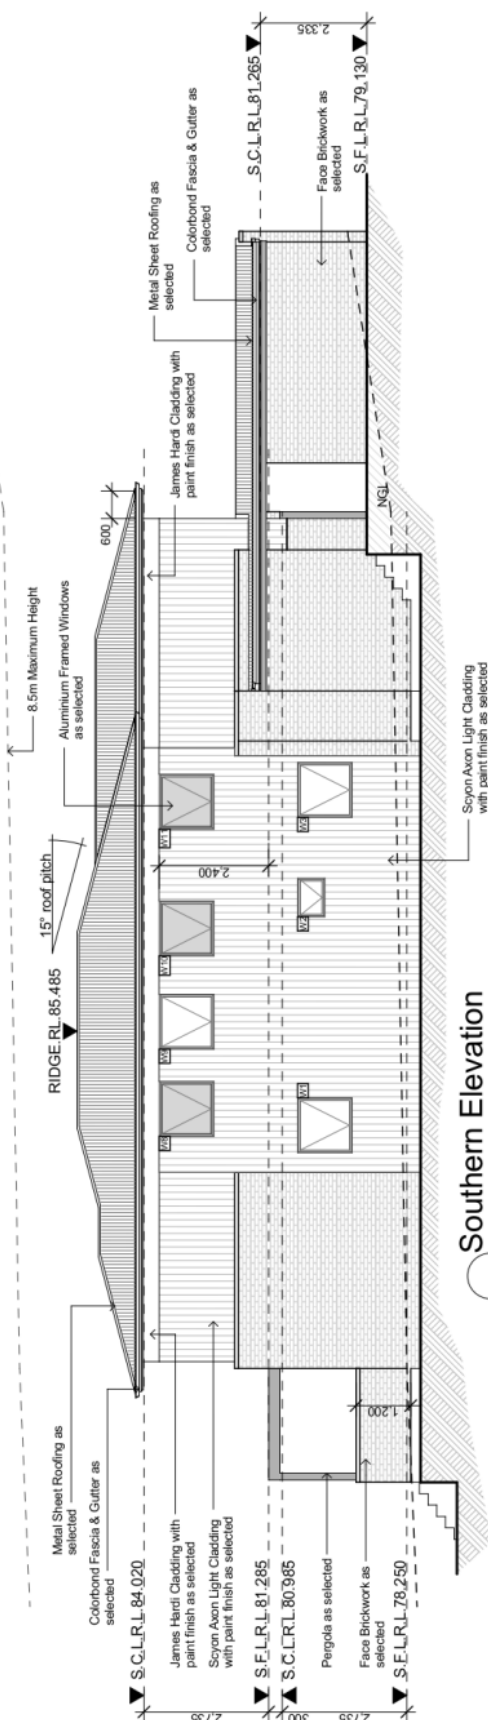 8.5m Maximum Height
15° roof pitch
RIDGE.RL.85.485
600
Metal Sheet Roofing as
selected
Colorbond Fascia & Gutter as
selected
Aluminium Framed Windows
as selected
James Hardi Cladding with
paint finish as selected
Metal Sheet Roofing as
selected
Colorbond Fascia & Gutter as
selected
S.C.L.R.L.84.020
James Hardi Cladding with
paint finish as selected
Scyon Axon Light Cladding
with paint finish as selected
S.F.L.R.L.81.285
S.C.L.R.L.80.985
Pergola as selected
Face Brickwork as
selected
S.F.L.R.L.78.250
2,735
300
2,735
1,200
2,400
W10
W11
W1
W2
W3
S.C.L.R.L.81.265
2,335
Face Brickwork as
selected
S.F.L.R.L.79.130
NGL
Scyon Axon Light Cladding
with paint finish as selected
Southern Elevation